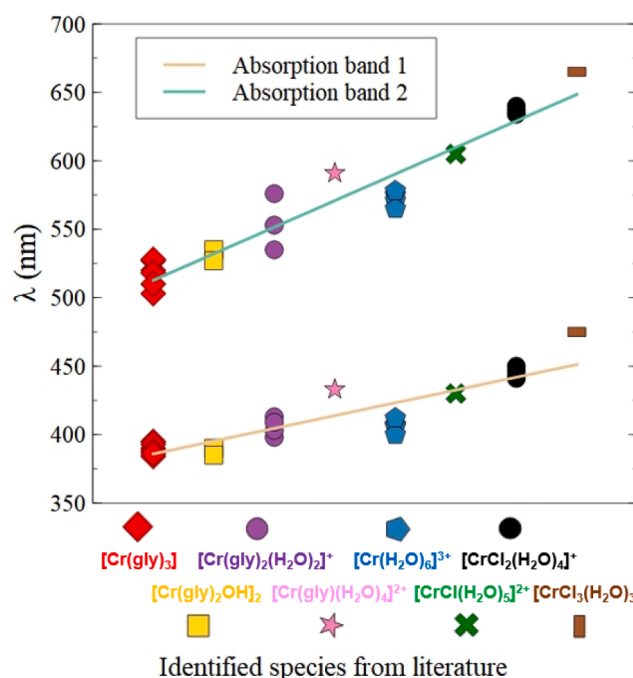 700
650
600
550
500
450
400
350
λ (nm)
Absorption band 1
Absorption band 2
[Cr(gly)₃] [Cr(gly)₂(H₂O)₂]⁺ [Cr(H₂O)₆]³⁺ [CrCl₂(H₂O)₄]⁺
[Cr(gly)₂OH]₂ [Cr(gly)(H₂O)₄]²⁺ [CrCl(H₂O)₅]²⁺ [CrCl₃(H₂O)₃
Identified species from literature